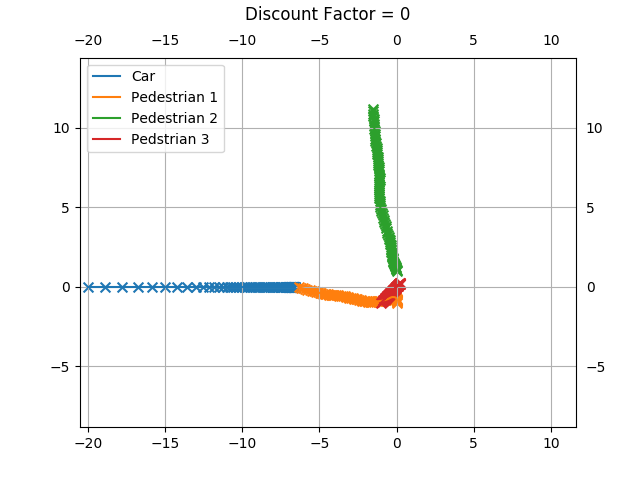 Discount Factor = 0
−20 −15 −10 −5 0 5 10
Car
Pedestrian 1
Pedestrian 2
Pedstrian 3
10 10
5 5
0 0
−5 −5
−20 −15 −10 −5 0 5 10